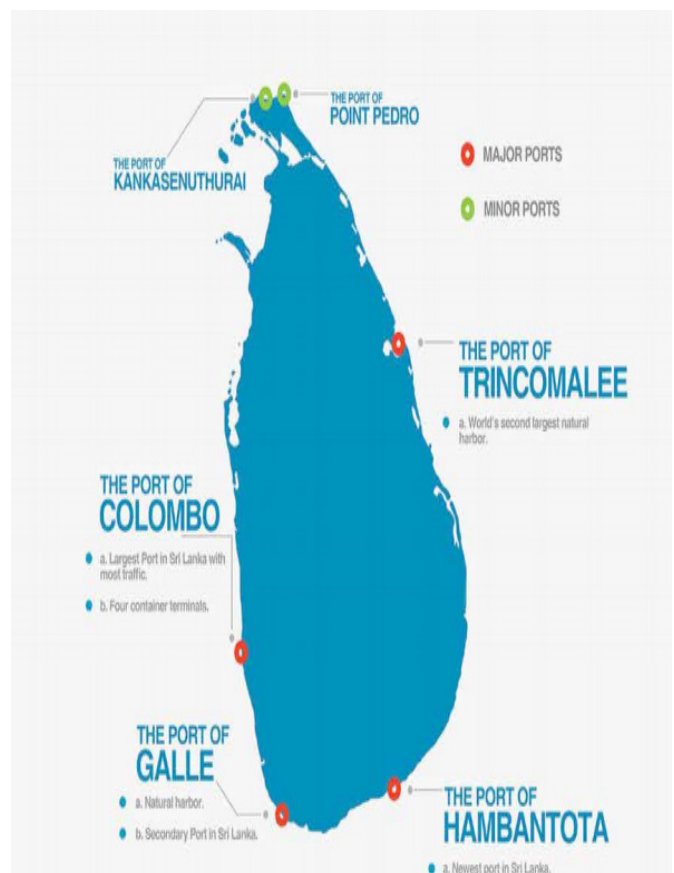 THE PORT OF
POINT PEDRO
THE PORT OF
KANKASENUTHURAI
MAJOR PORTS
MINOR PORTS
THE PORT OF
TRINCOMALEE
a. World's second largest natural
harbor.
THE PORT OF
COLOMBO
a. Largest Port in Sri Lanka with
most traffic.
b. Four container terminals.
THE PORT OF
GALLE
a. Natural harbor.
b. Secondary Port in Sri Lanka.
THE PORT OF
HAMBANTOTA
a. Newest port in Sri Lanka.